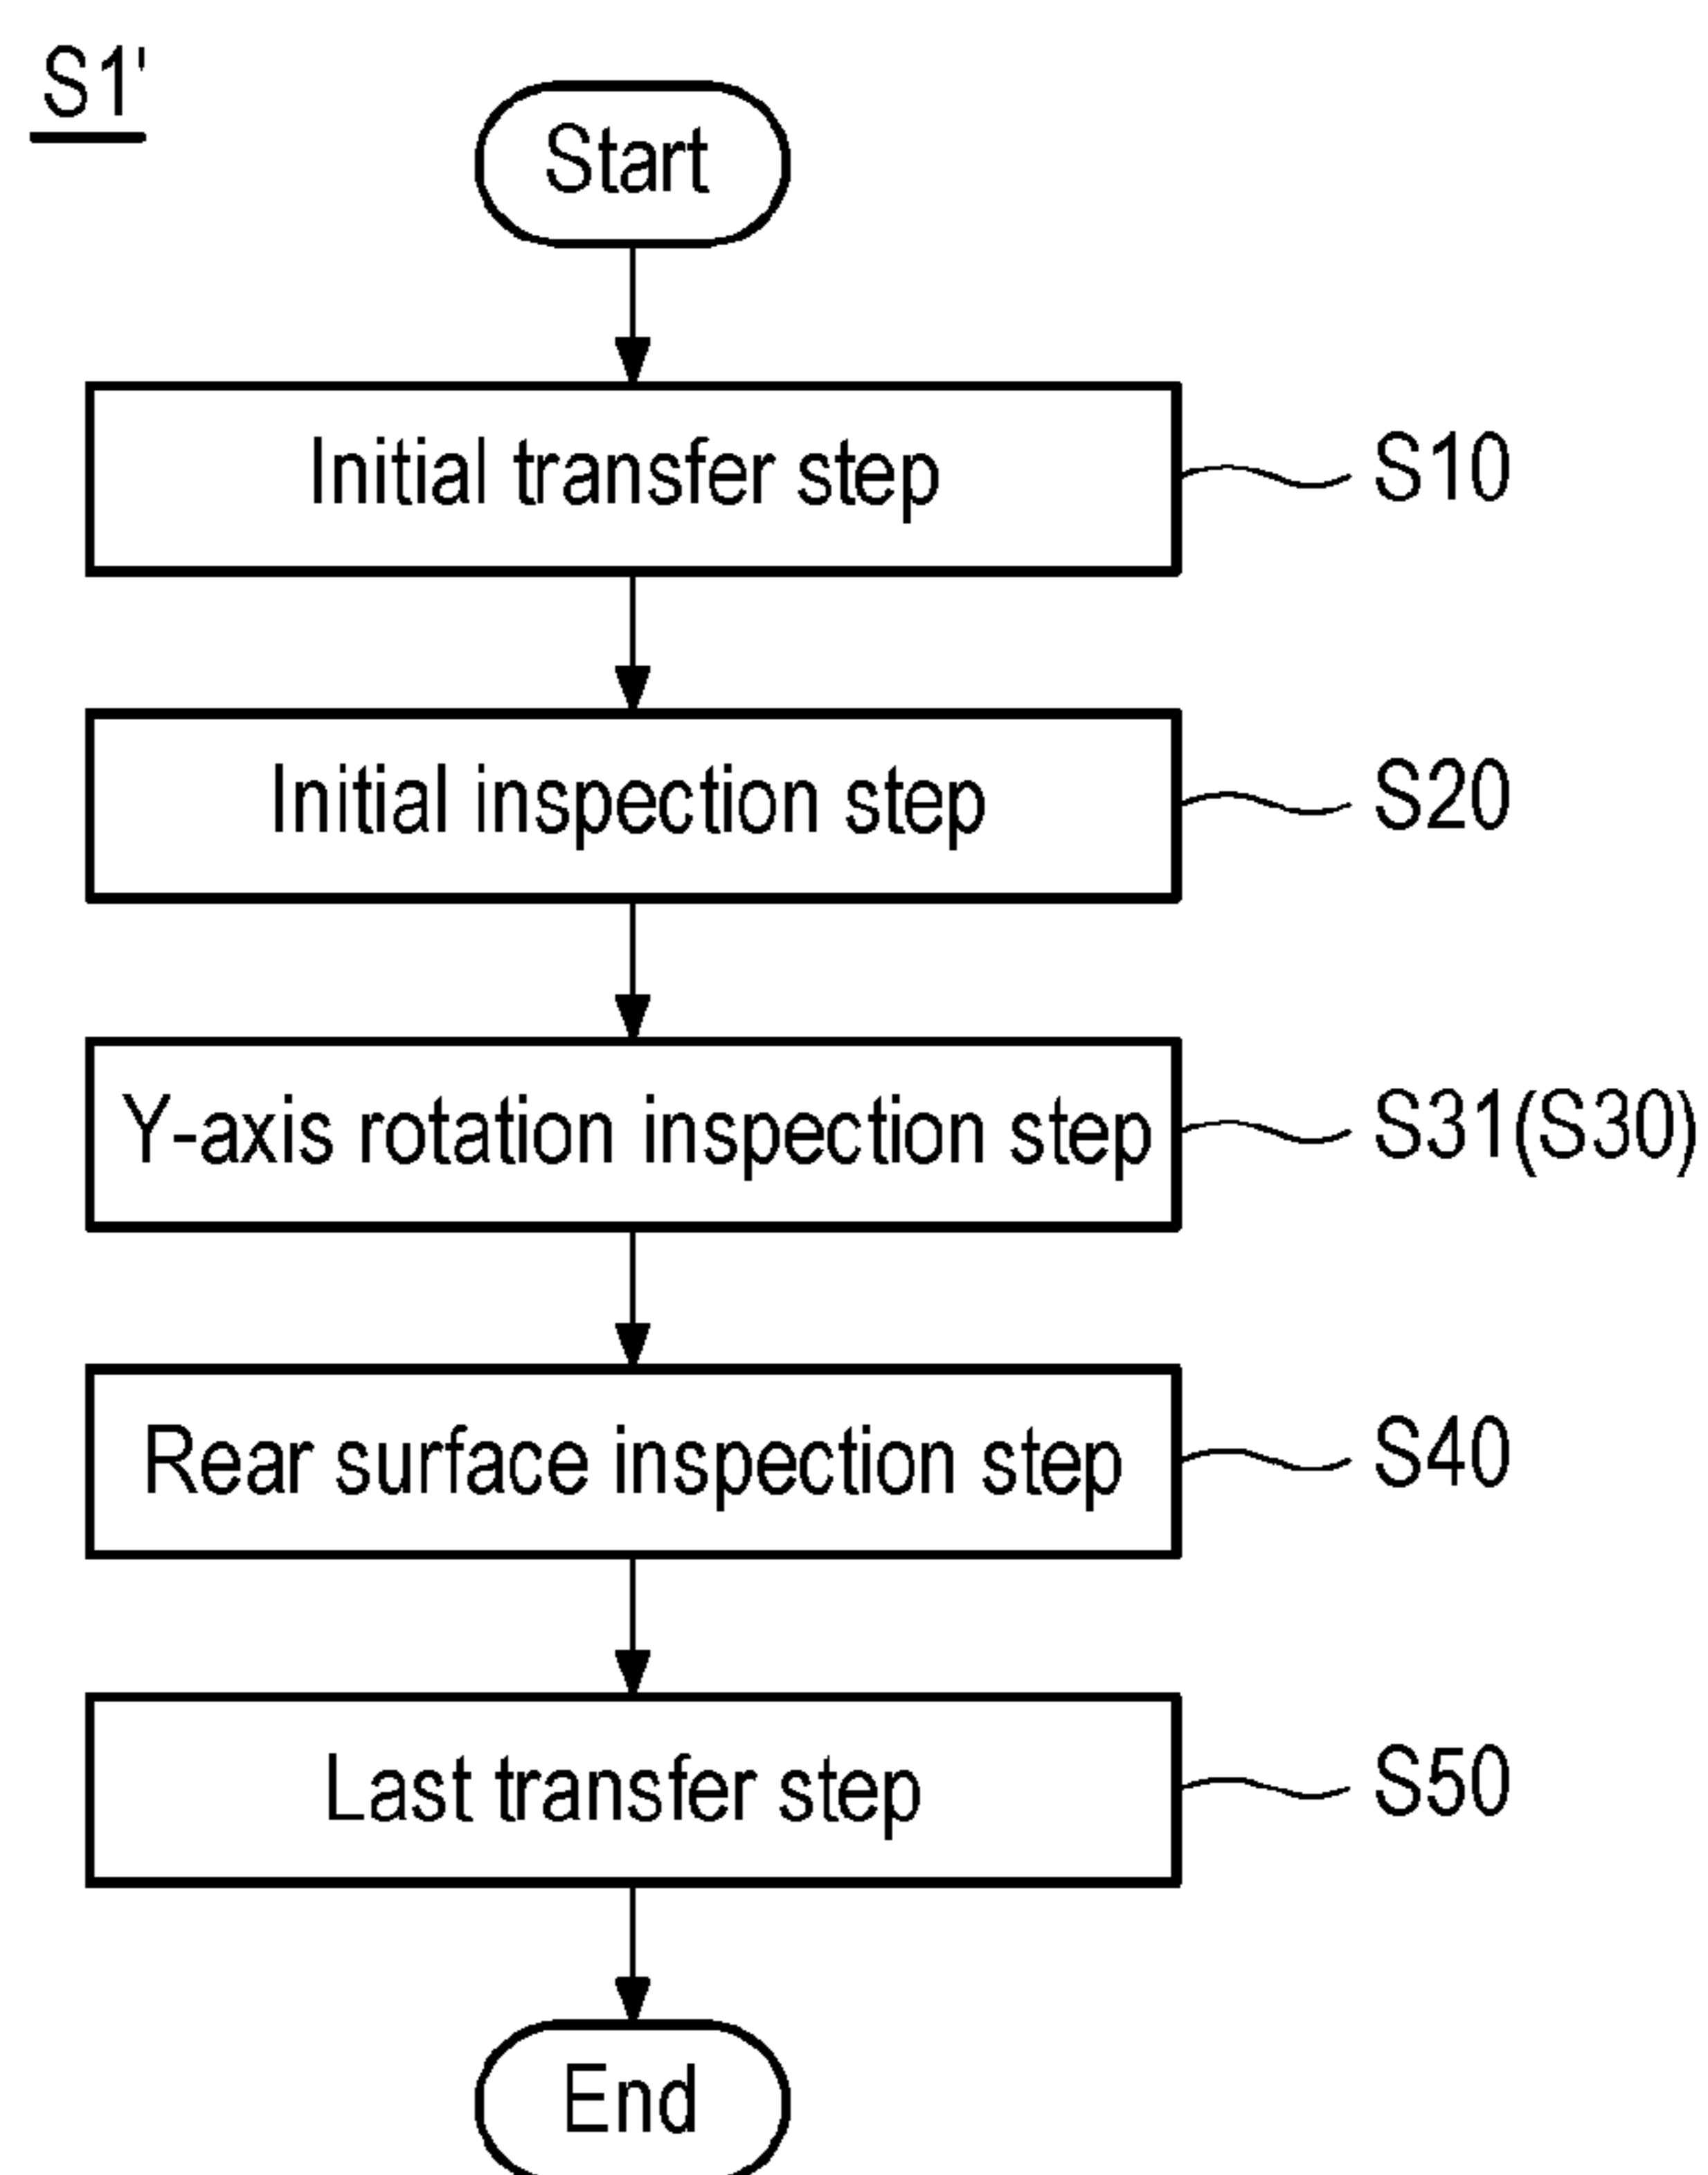 S1'
Start
Initial transfer step
S10
Initial inspection step
S20
Y-axis rotation inspection step
S31(S30)
Rear surface inspection step
S40
Last transfer step
S50
End